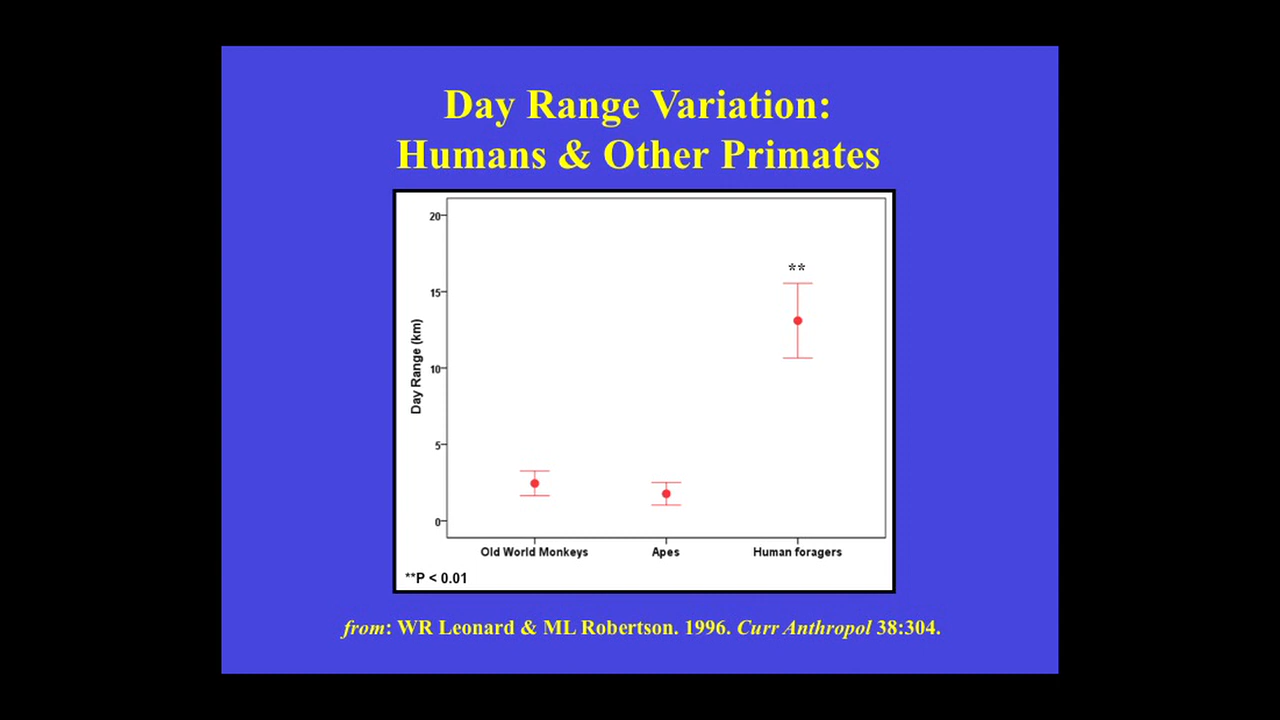 Day Range Variation:
Humans & Other Primates
20
15
10
5
0
Day Range (km)
**
Old World Monkeys
Apes
Human foragers
**P < 0.01
from: WR Leonard & ML Robertson. 1996. Curr Anthropol 38:304.